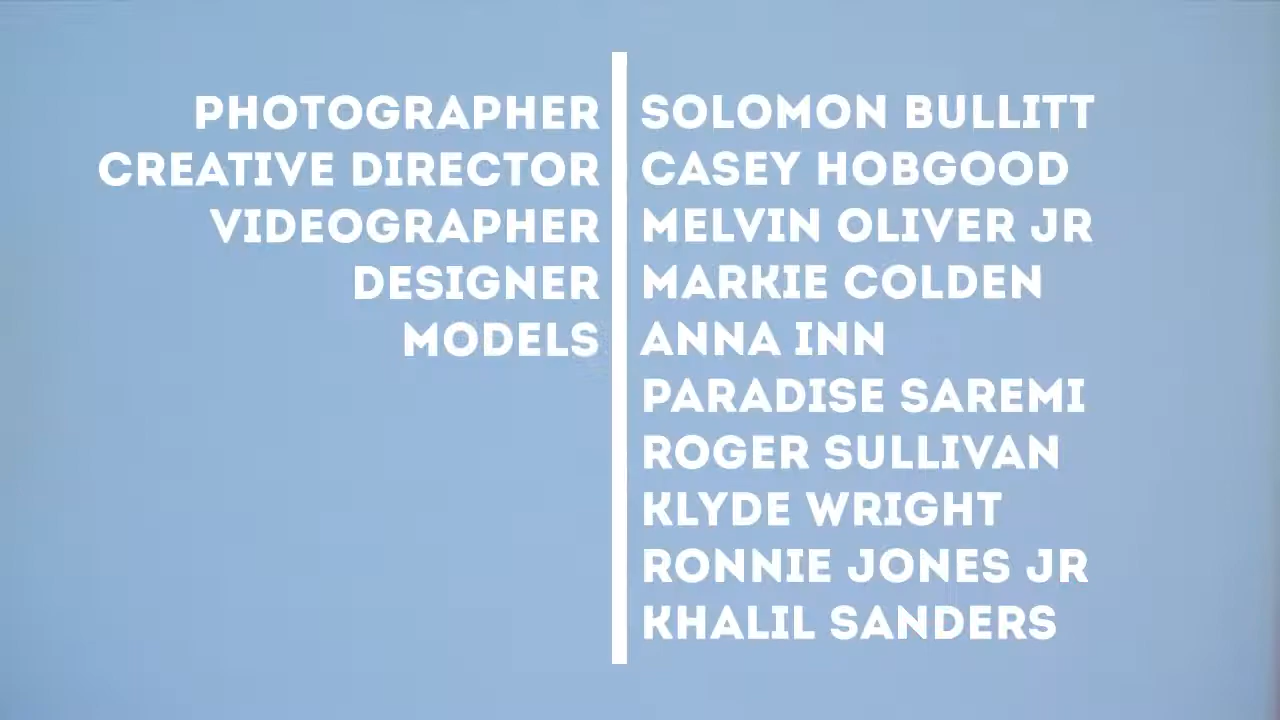 PHOTOGRAPHER SOLOMON BULLITT
CREATIVE DIRECTOR CASEY HOBGOOD
VIDEOGRAPHER MELVIN OLIVER JR
DESIGNER MARKIE COLDEN
MODELS ANNA INN
PARADISE SAREMI
ROGER SULLIVAN
KLYDE WRIGHT
RONNIE JONES JR
KHALIL SANDERS